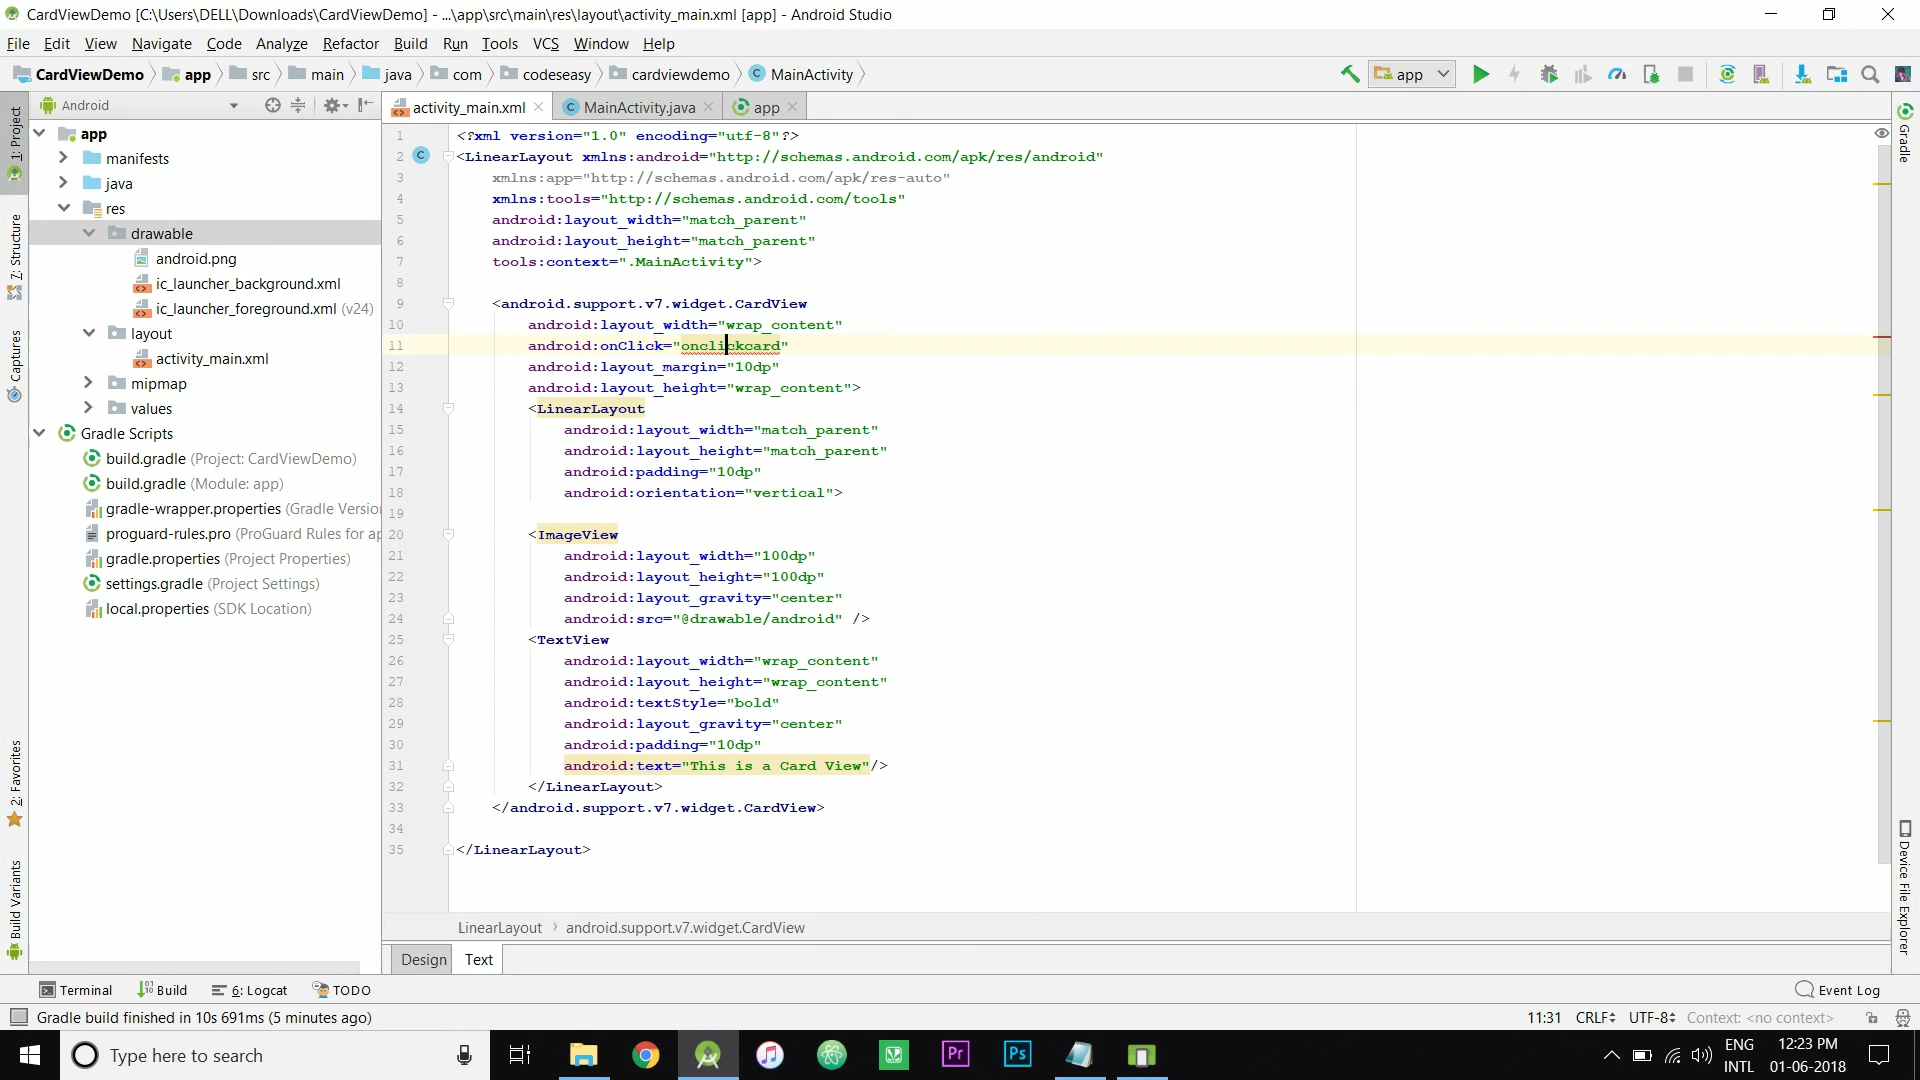 CardViewDemo [C:\Users\DELL\Downloads\CardViewDemo] - ...\app\src\main\res\layout\activity_main.xml [app] - Android Studio
File Edit View Navigate Code Analyze Refactor Build Run Tools VCS Window Help
CardViewDemo app src main java com codeseasy cardviewdemo MainActivity app
1: Project
7: Structure
Captures
2: Favorites
Build Variants
Android
app
manifests
java
res
drawable
android.png
ic_launcher_background.xml
ic_launcher_foreground.xml (v24)
layout
activity_main.xml
mipmap
values
Gradle Scripts
build.gradle (Project: CardViewDemo)
build.gradle (Module: app)
gradle-wrapper.properties (Gradle Version
proguard-rules.pro (ProGuard Rules for ap
gradle.properties (Project Properties)
settings.gradle (Project Settings)
local.properties (SDK Location)
activity_main.xml MainActivity.java app
1 <?xml version="1.0" encoding="utf-8"?>
2 <LinearLayout xmlns:android="http://schemas.android.com/apk/res/android"
3 xmlns:app="http://schemas.android.com/apk/res-auto"
4 xmlns:tools="http://schemas.android.com/tools"
5 android:layout_width="match_parent"
6 android:layout_height="match_parent"
7 tools:context=".MainActivity">
8
9 <android.support.v7.widget.CardView
10 android:layout_width="wrap_content"
11 android:onClick="onclickcard"
12 android:layout_margin="10dp"
13 android:layout_height="wrap_content">
14 <LinearLayout
15 android:layout_width="match_parent"
16 android:layout_height="match_parent"
17 android:padding="10dp"
18 android:orientation="vertical">
19
20 <ImageView
21 android:layout_width="100dp"
22 android:layout_height="100dp"
23 android:layout_gravity="center"
24 android:src="@drawable/android" />
25 <TextView
26 android:layout_width="wrap_content"
27 android:layout_height="wrap_content"
28 android:textStyle="bold"
29 android:layout_gravity="center"
30 android:padding="10dp"
31 android:text="This is a Card View"/>
32 </LinearLayout>
33 </android.support.v7.widget.CardView>
34
35 </LinearLayout>
LinearLayout android.support.v7.widget.CardView
Design Text
Gradle
Device File Explorer
Terminal Build 6: Logcat TODO Event Log
Gradle build finished in 10s 691ms (5 minutes ago) 11:31 CRLF UTF-8 Context: <no context>
Type here to search
Pr Ps
ENG
INTL
12:23 PM
01-06-2018